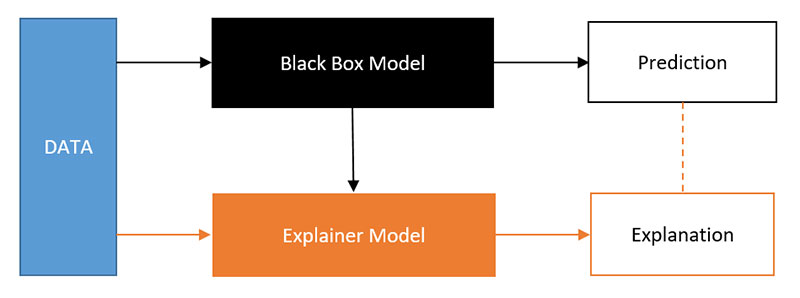 Black Box Model
Prediction
DATA
Explainer Model
Explanation